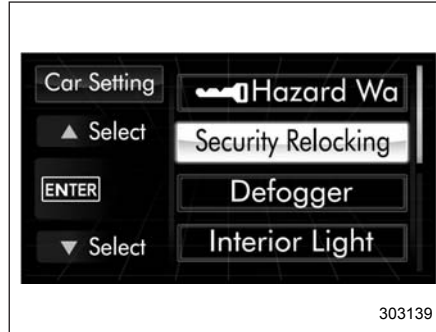 Car Setting
Hazard Wa
▲ Select
Security Relocking
ENTER
Defogger
▼ Select
Interior Light
303139